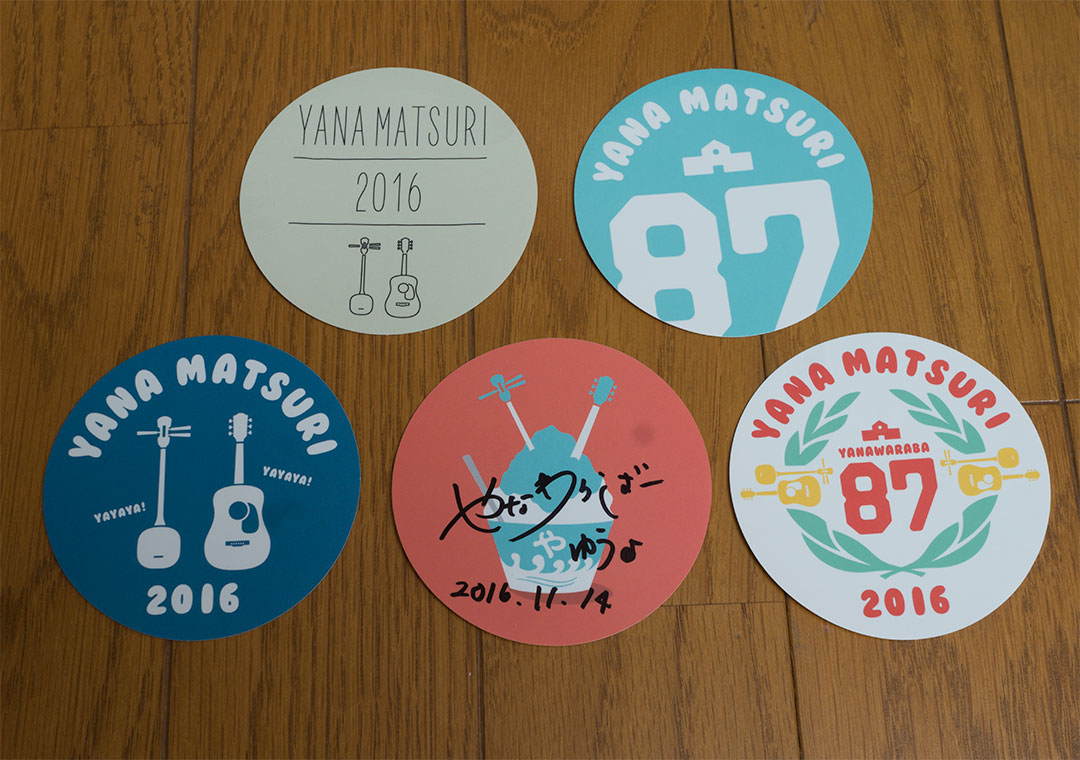 YANA MATSURI
2016
YANA MATSURI
87
YANA MATSURI
YAYAYA!
YAYAYA!
2016
やなわらばー
や
ゆう
2016.11.14
YANA MATSURI
YANAWARABA
87
2016